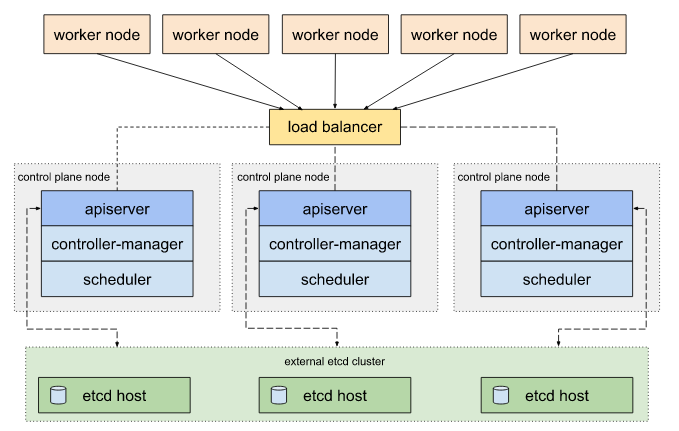 worker node
worker node
worker node
worker node
worker node
load balancer
control plane node
control plane node
control plane node
apiserver
apiserver
apiserver
controller-manager
controller-manager
controller-manager
scheduler
scheduler
scheduler
external etcd cluster
etcd host
etcd host
etcd host